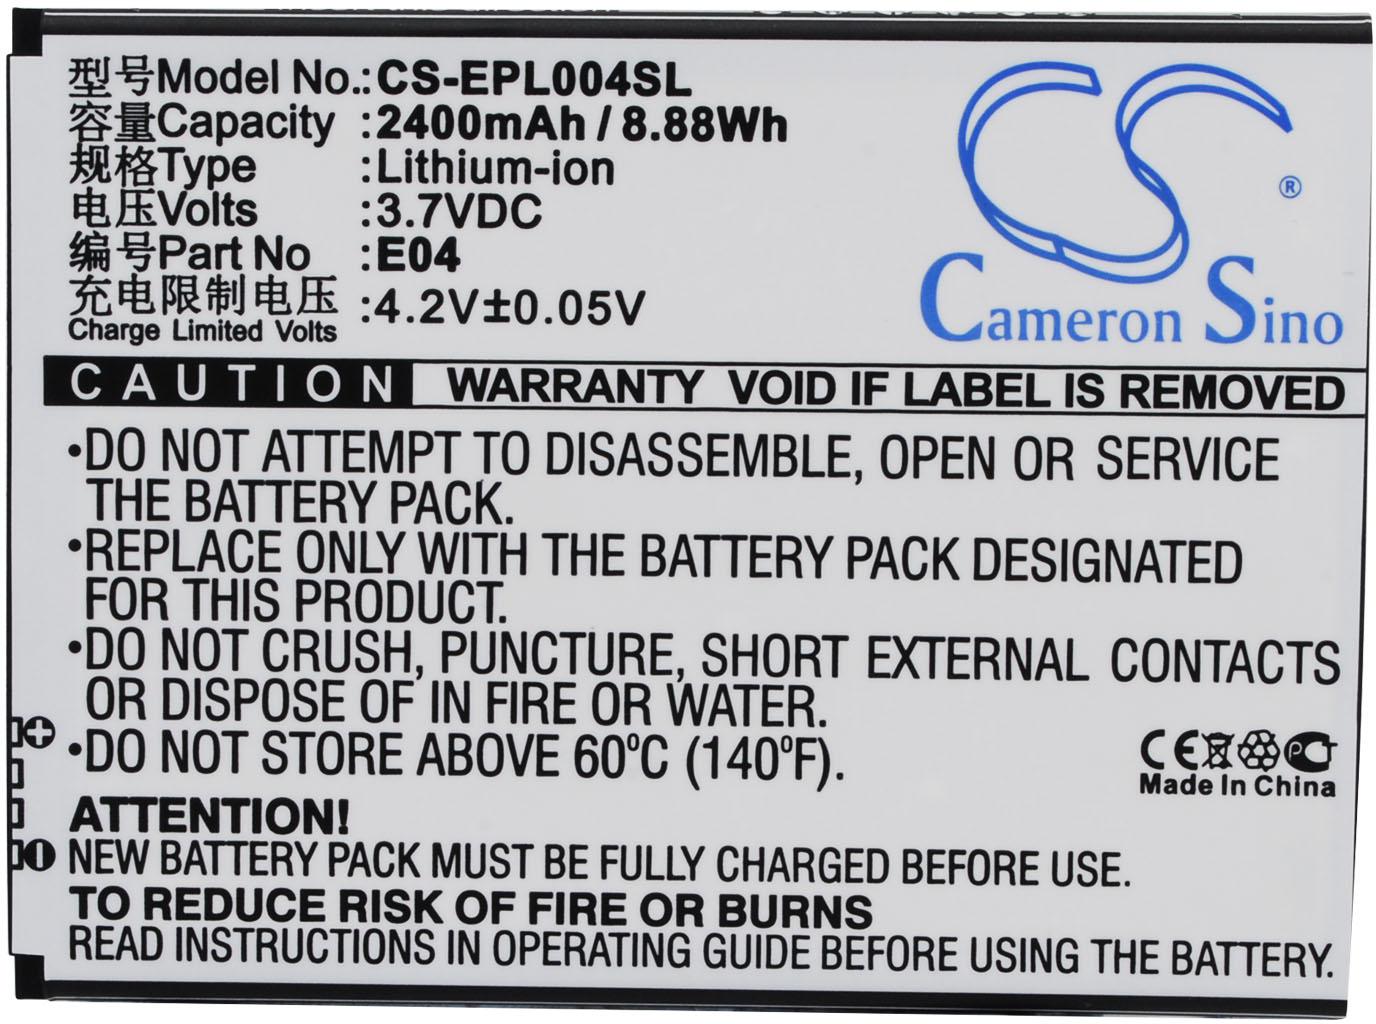 型号Model No.:CS-EPL004SL
容量Capacity :2400mAh / 8.88Wh
规格Type :Lithium-ion
电压Volts :3.7VDC
编号Part No :E04
充电限制电压 :4.2V±0.05V
Charge Limited Volts
CS ®
Cameron Sino
CAUTION WARRANTY VOID IF LABEL IS REMOVED
•DO NOT ATTEMPT TO DISASSEMBLE, OPEN OR SERVICE
THE BATTERY PACK.
•REPLACE ONLY WITH THE BATTERY PACK DESIGNATED
FOR THIS PRODUCT.
•DO NOT CRUSH, PUNCTURE, SHORT EXTERNAL CONTACTS
OR DISPOSE OF IN FIRE OR WATER.
•DO NOT STORE ABOVE 60⁰C (140⁰F).
CE PCT
Made In China
ATTENTION!
NEW BATTERY PACK MUST BE FULLY CHARGED BEFORE USE.
TO REDUCE RISK OF FIRE OR BURNS
READ INSTRUCTIONS IN OPERATING GUIDE BEFORE USING THE BATTERY.